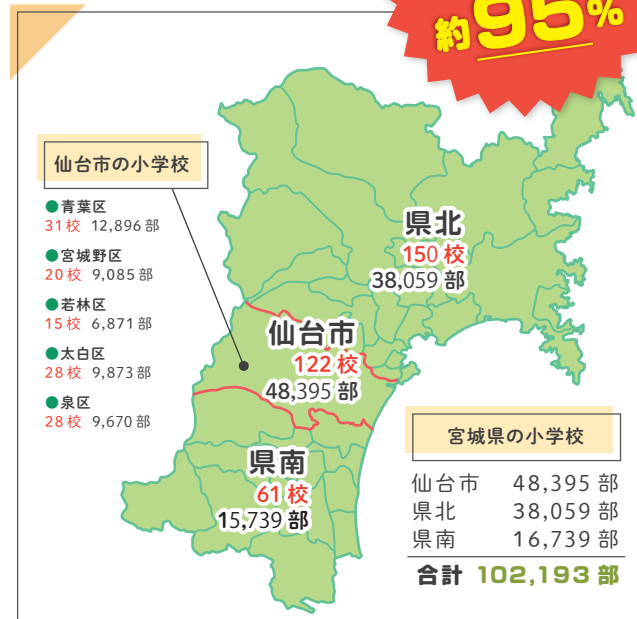 約95%
仙台市の小学校
●青葉区
31校 12,896部
●宮城野区
20校 9,085部
●若林区
15校 6,871部
●太白区
28校 9,873部
●泉区
28校 9,670部
県北
150校
38,059部
仙台市
122校
48,395部
県南
61校
15,739部
宮城県の小学校
仙台市 48,395部
県北 38,059部
県南 16,739部
合計 102,193部